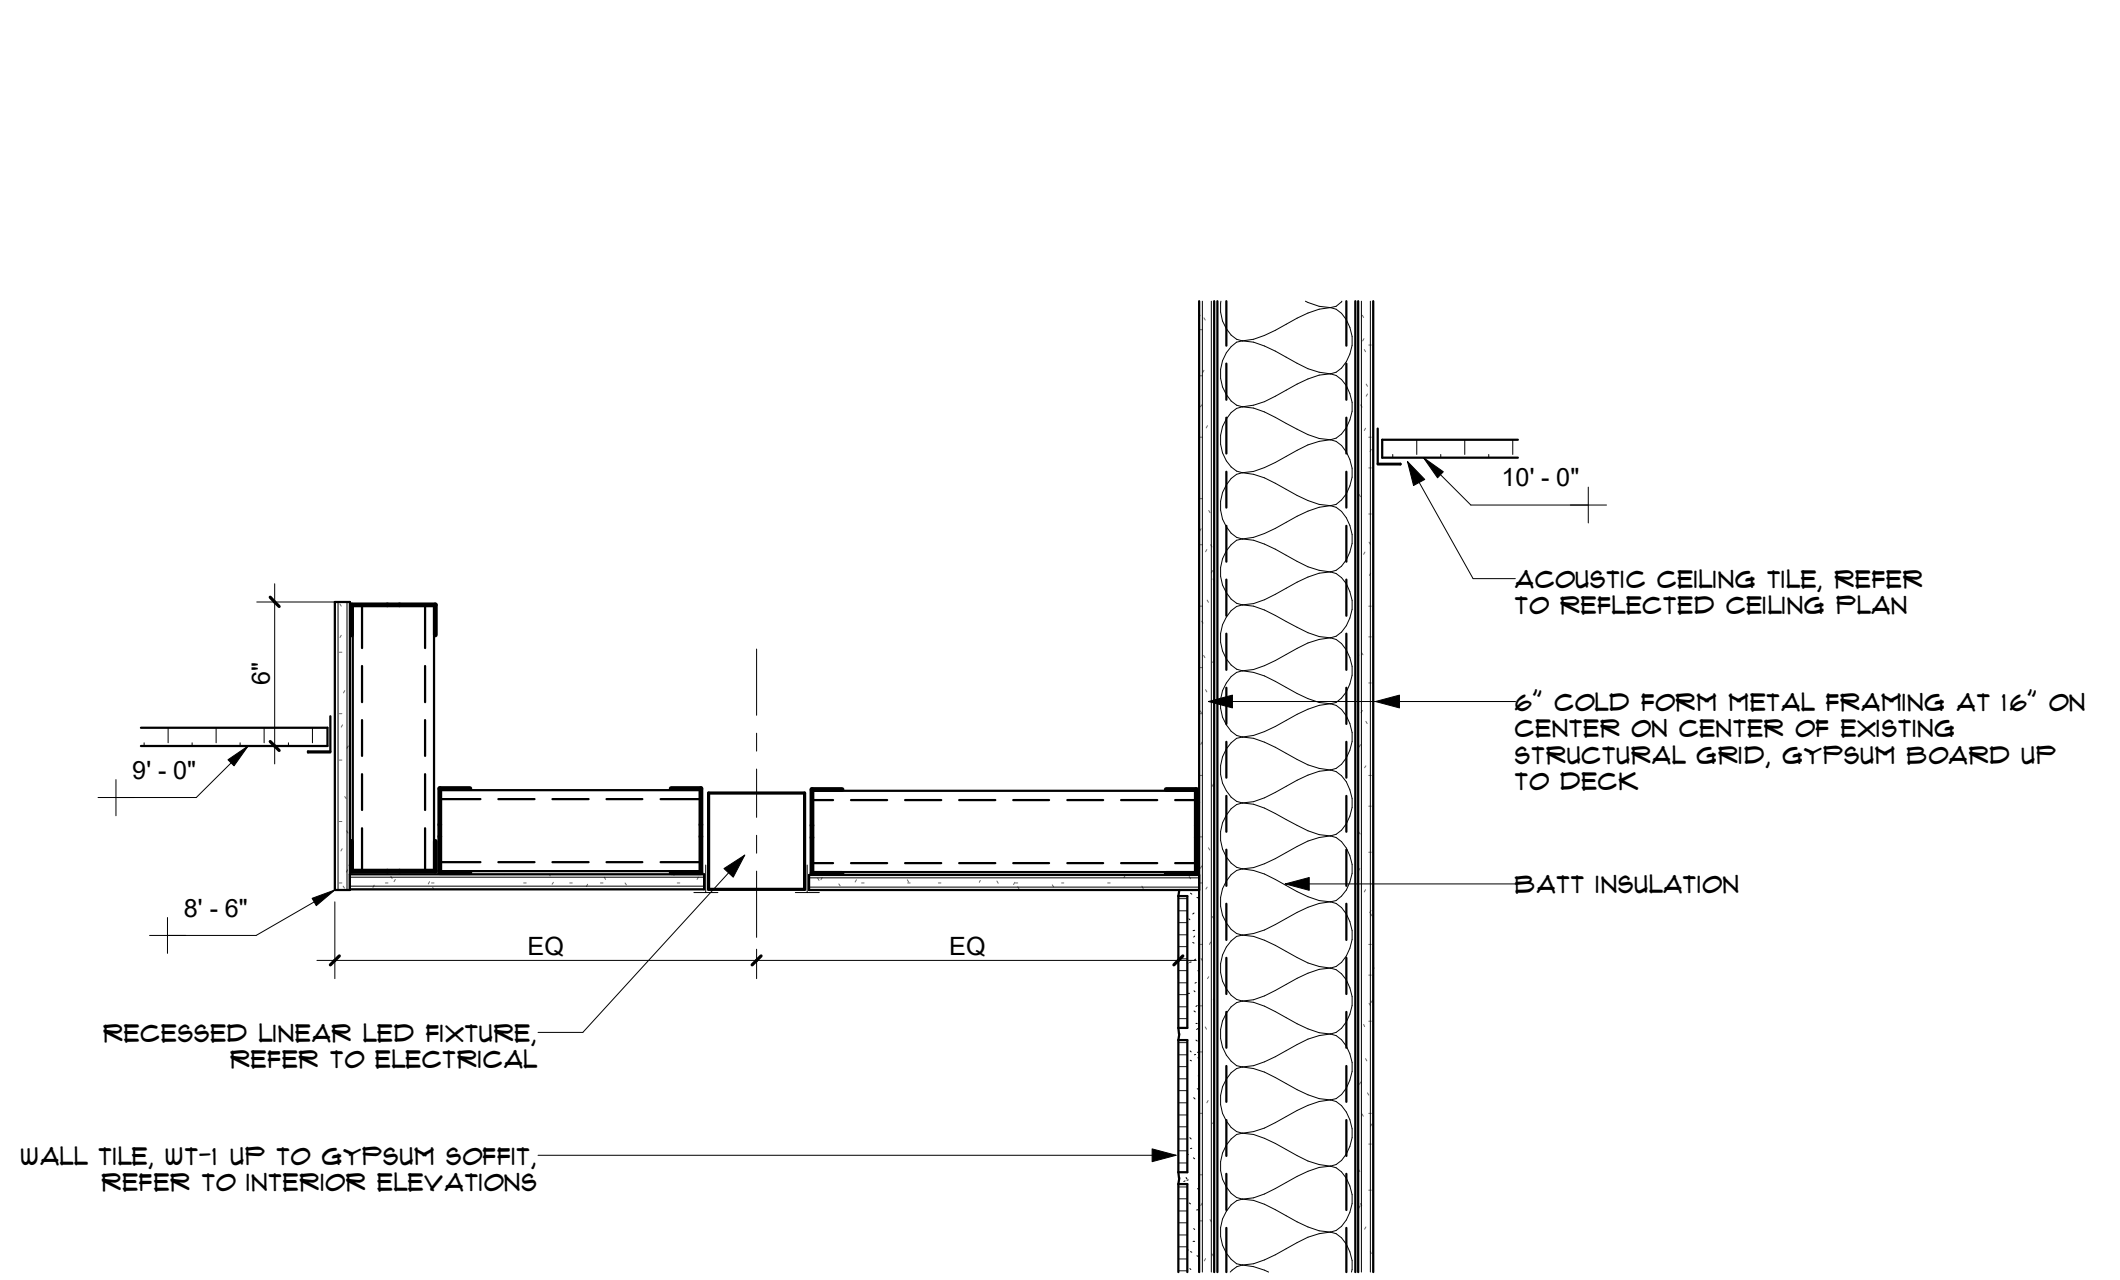 10' - 0"
ACOUSTIC CEILING TILE, REFER
TO REFLECTED CEILING PLAN
6"
6" COLD FORM METAL FRAMING AT 16" ON
CENTER ON CENTER OF EXISTING
STRUCTURAL GRID, GYPSUM BOARD UP
TO DECK
9' - 0"
BATT INSULATION
8' - 6"
EQ
EQ
RECESSED LINEAR LED FIXTURE,
REFER TO ELECTRICAL
WALL TILE, WT-1 UP TO GYPSUM SOFFIT,
REFER TO INTERIOR ELEVATIONS